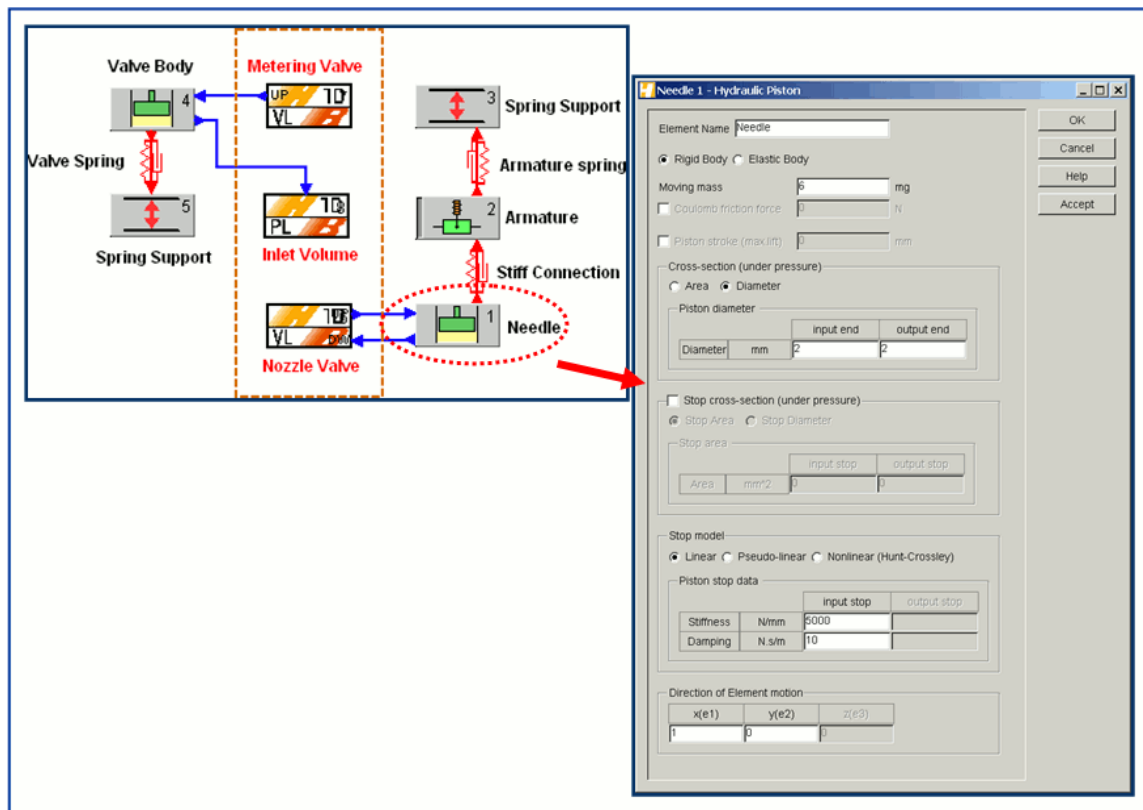 Valve Body
4
Valve Spring
5
Spring Support
Metering Valve
UP 1D
VL
1D
PL
Inlet Volume
VL
Nozzle Valve
3
Spring Support
Armature spring
2
Armature
Stiff Connection
1
Needle
Needle 1 - Hydraulic Piston
Element Name Needle
Rigid Body Elastic Body
Moving mass 6 mg
Coulomb friction force 0 N
Piston stroke (max.lift) 0 mm
Cross-section (under pressure)
Area Diameter
Piston diameter
input end output end
Diameter mm 2 2
Stop cross-section (under pressure)
Stop Area Stop Diameter
Stop area
input stop output stop
Area mm^2 0 0
Stop model
Linear Pseudo-linear Nonlinear (Hunt-Crossley)
Piston stop data
input stop output stop
Stiffness N/mm 5000
Damping N.s/m 10
Direction of Element motion
x(e1) y(e2) z(e3)
1 0 0
OK
Cancel
Help
Accept